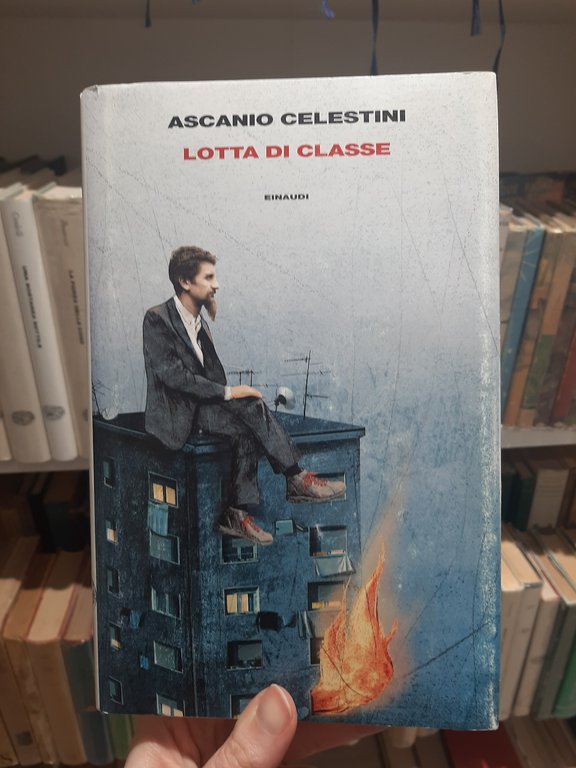 ASCANIO CELESTINI
LOTTA DI CLASSE
EINAUDI